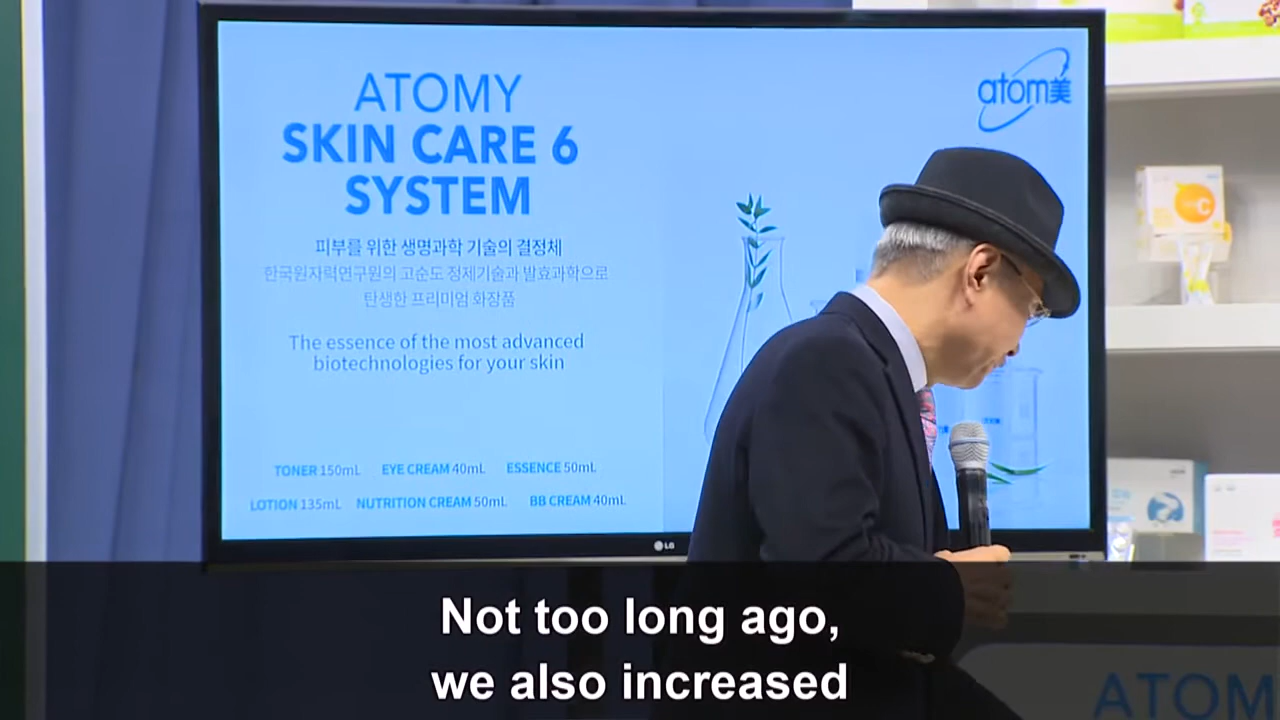 ATOMY
SKIN CARE 6
SYSTEM
atom美
피부를 위한 생명과학 기술의 결정체
한국원자력연구원의 고순도 정제기술과 발효과학으로
탄생한 프리미엄 화장품
The essence of the most advanced
biotechnologies for your skin
TONER 150mL EYE CREAM 40mL ESSENCE 50mL
LOTION 135mL NUTRITION CREAM 50mL BB CREAM 40mL
LG
C
ATOM
Not too long ago,
we also increased